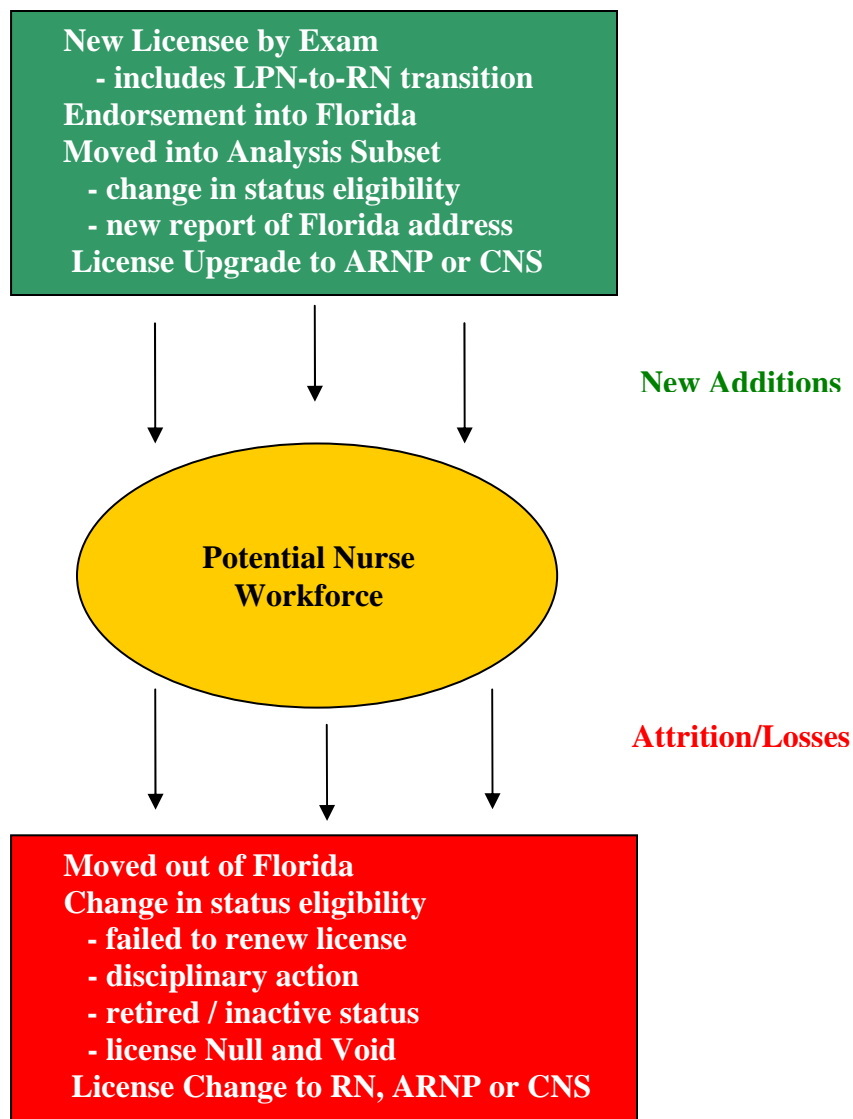 New Licensee by Exam
- includes LPN-to-RN transition
Endorsement into Florida
Moved into Analysis Subset
- change in status eligibility
- new report of Florida address
License Upgrade to ARNP or CNS
New Additions
Potential Nurse
Workforce
Attrition/Losses
Moved out of Florida
Change in status eligibility
- failed to renew license
- disciplinary action
- retired / inactive status
- license Null and Void
License Change to RN, ARNP or CNS